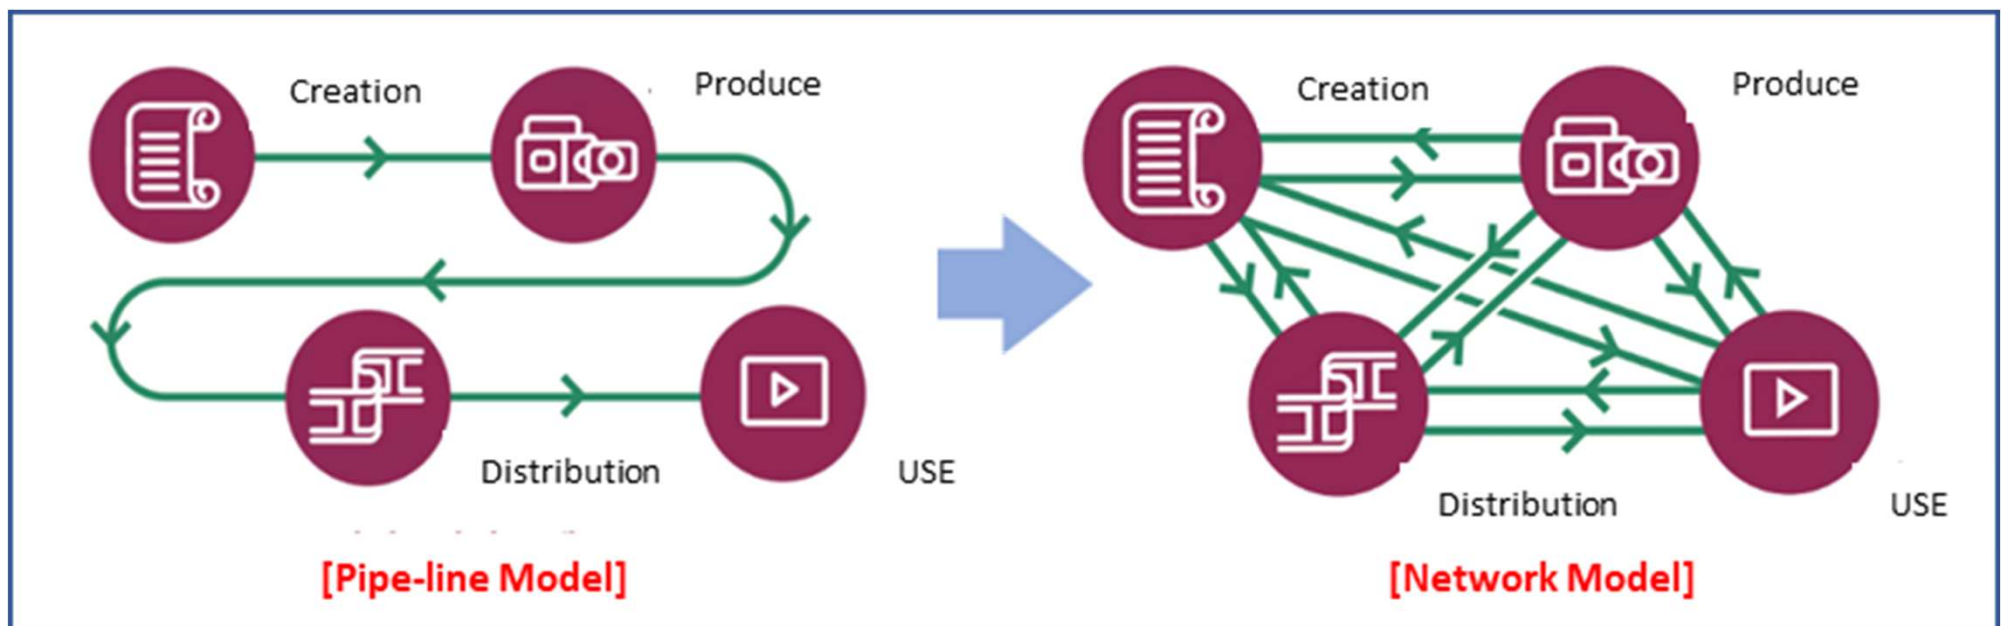 Creation
Produce
Distribution
USE
[Pipe-line Model]
Creation
Produce
Distribution
USE
[Network Model]